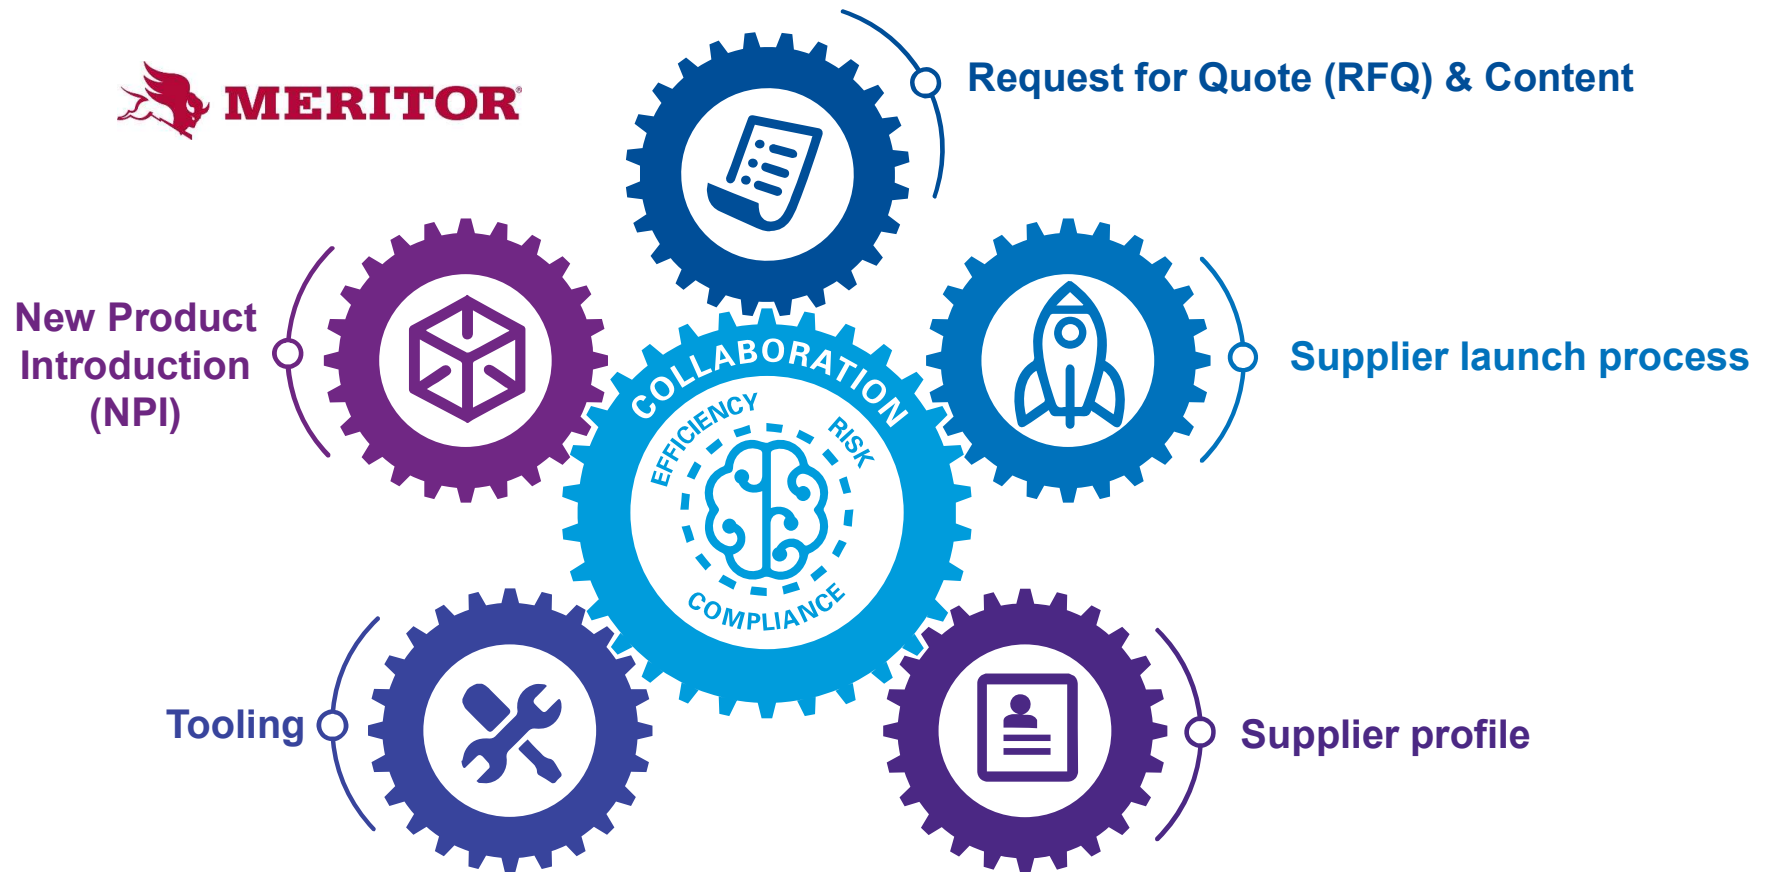 MERITOR®
Request for Quote (RFQ) & Content
New Product
Introduction
(NPI)
Supplier launch process
COLLABORATION
EFFICIENCY
RISK
COMPLIANCE
Tooling
Supplier profile